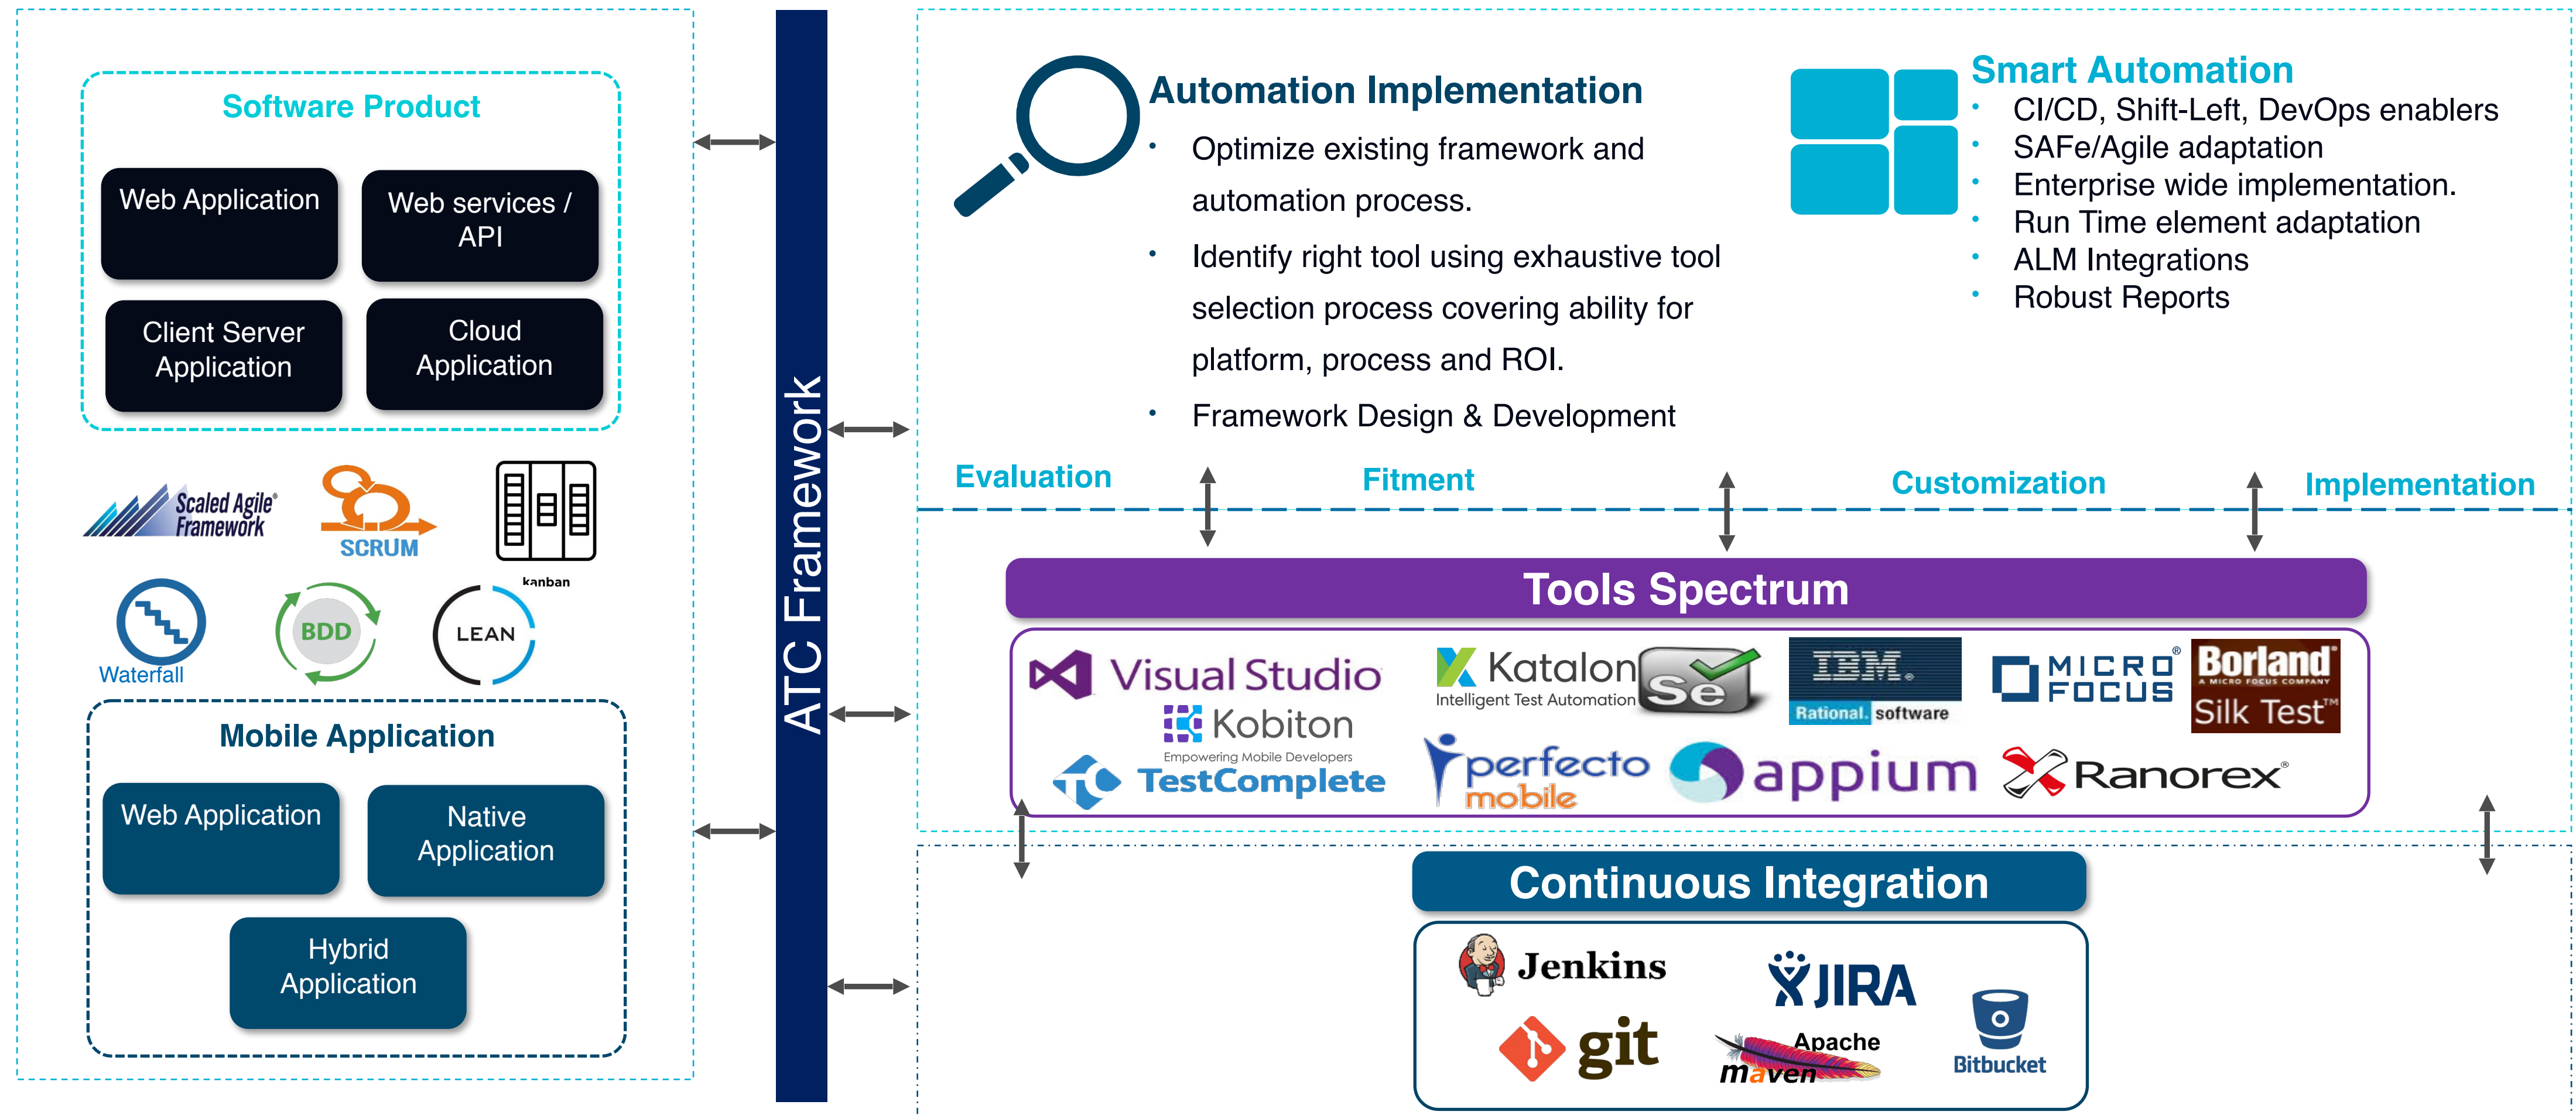 Software Product
Web Application
Web services /
API
Client Server
Application
Cloud
Application
Scaled Agile®
Framework
SCRUM
kanban
Waterfall
BDD
LEAN
Mobile Application
Web Application
Native
Application
Hybrid
Application
ATC Framework
Automation Implementation
• Optimize existing framework and
automation process.
• Identify right tool using exhaustive tool
selection process covering ability for
platform, process and ROI.
• Framework Design & Development
Smart Automation
• CI/CD, Shift-Left, DevOps enablers
• SAFe/Agile adaptation
• Enterprise wide implementation.
• Run Time element adaptation
• ALM Integrations
• Robust Reports
Evaluation
Fitment
Customization
Implementation
Tools Spectrum
Visual Studio
Katalon
Intelligent Test Automation
Se
IBM®
Rational. software
MICRO®
FOCUS
Borland®
A MICRO FOCUS COMPANY
Silk Test™
Kobiton
Empowering Mobile Developers
TC TestComplete
perfecto
mobile
appium
Ranorex®
Continuous Integration
Jenkins
JIRA
git
Apache
maven
Bitbucket